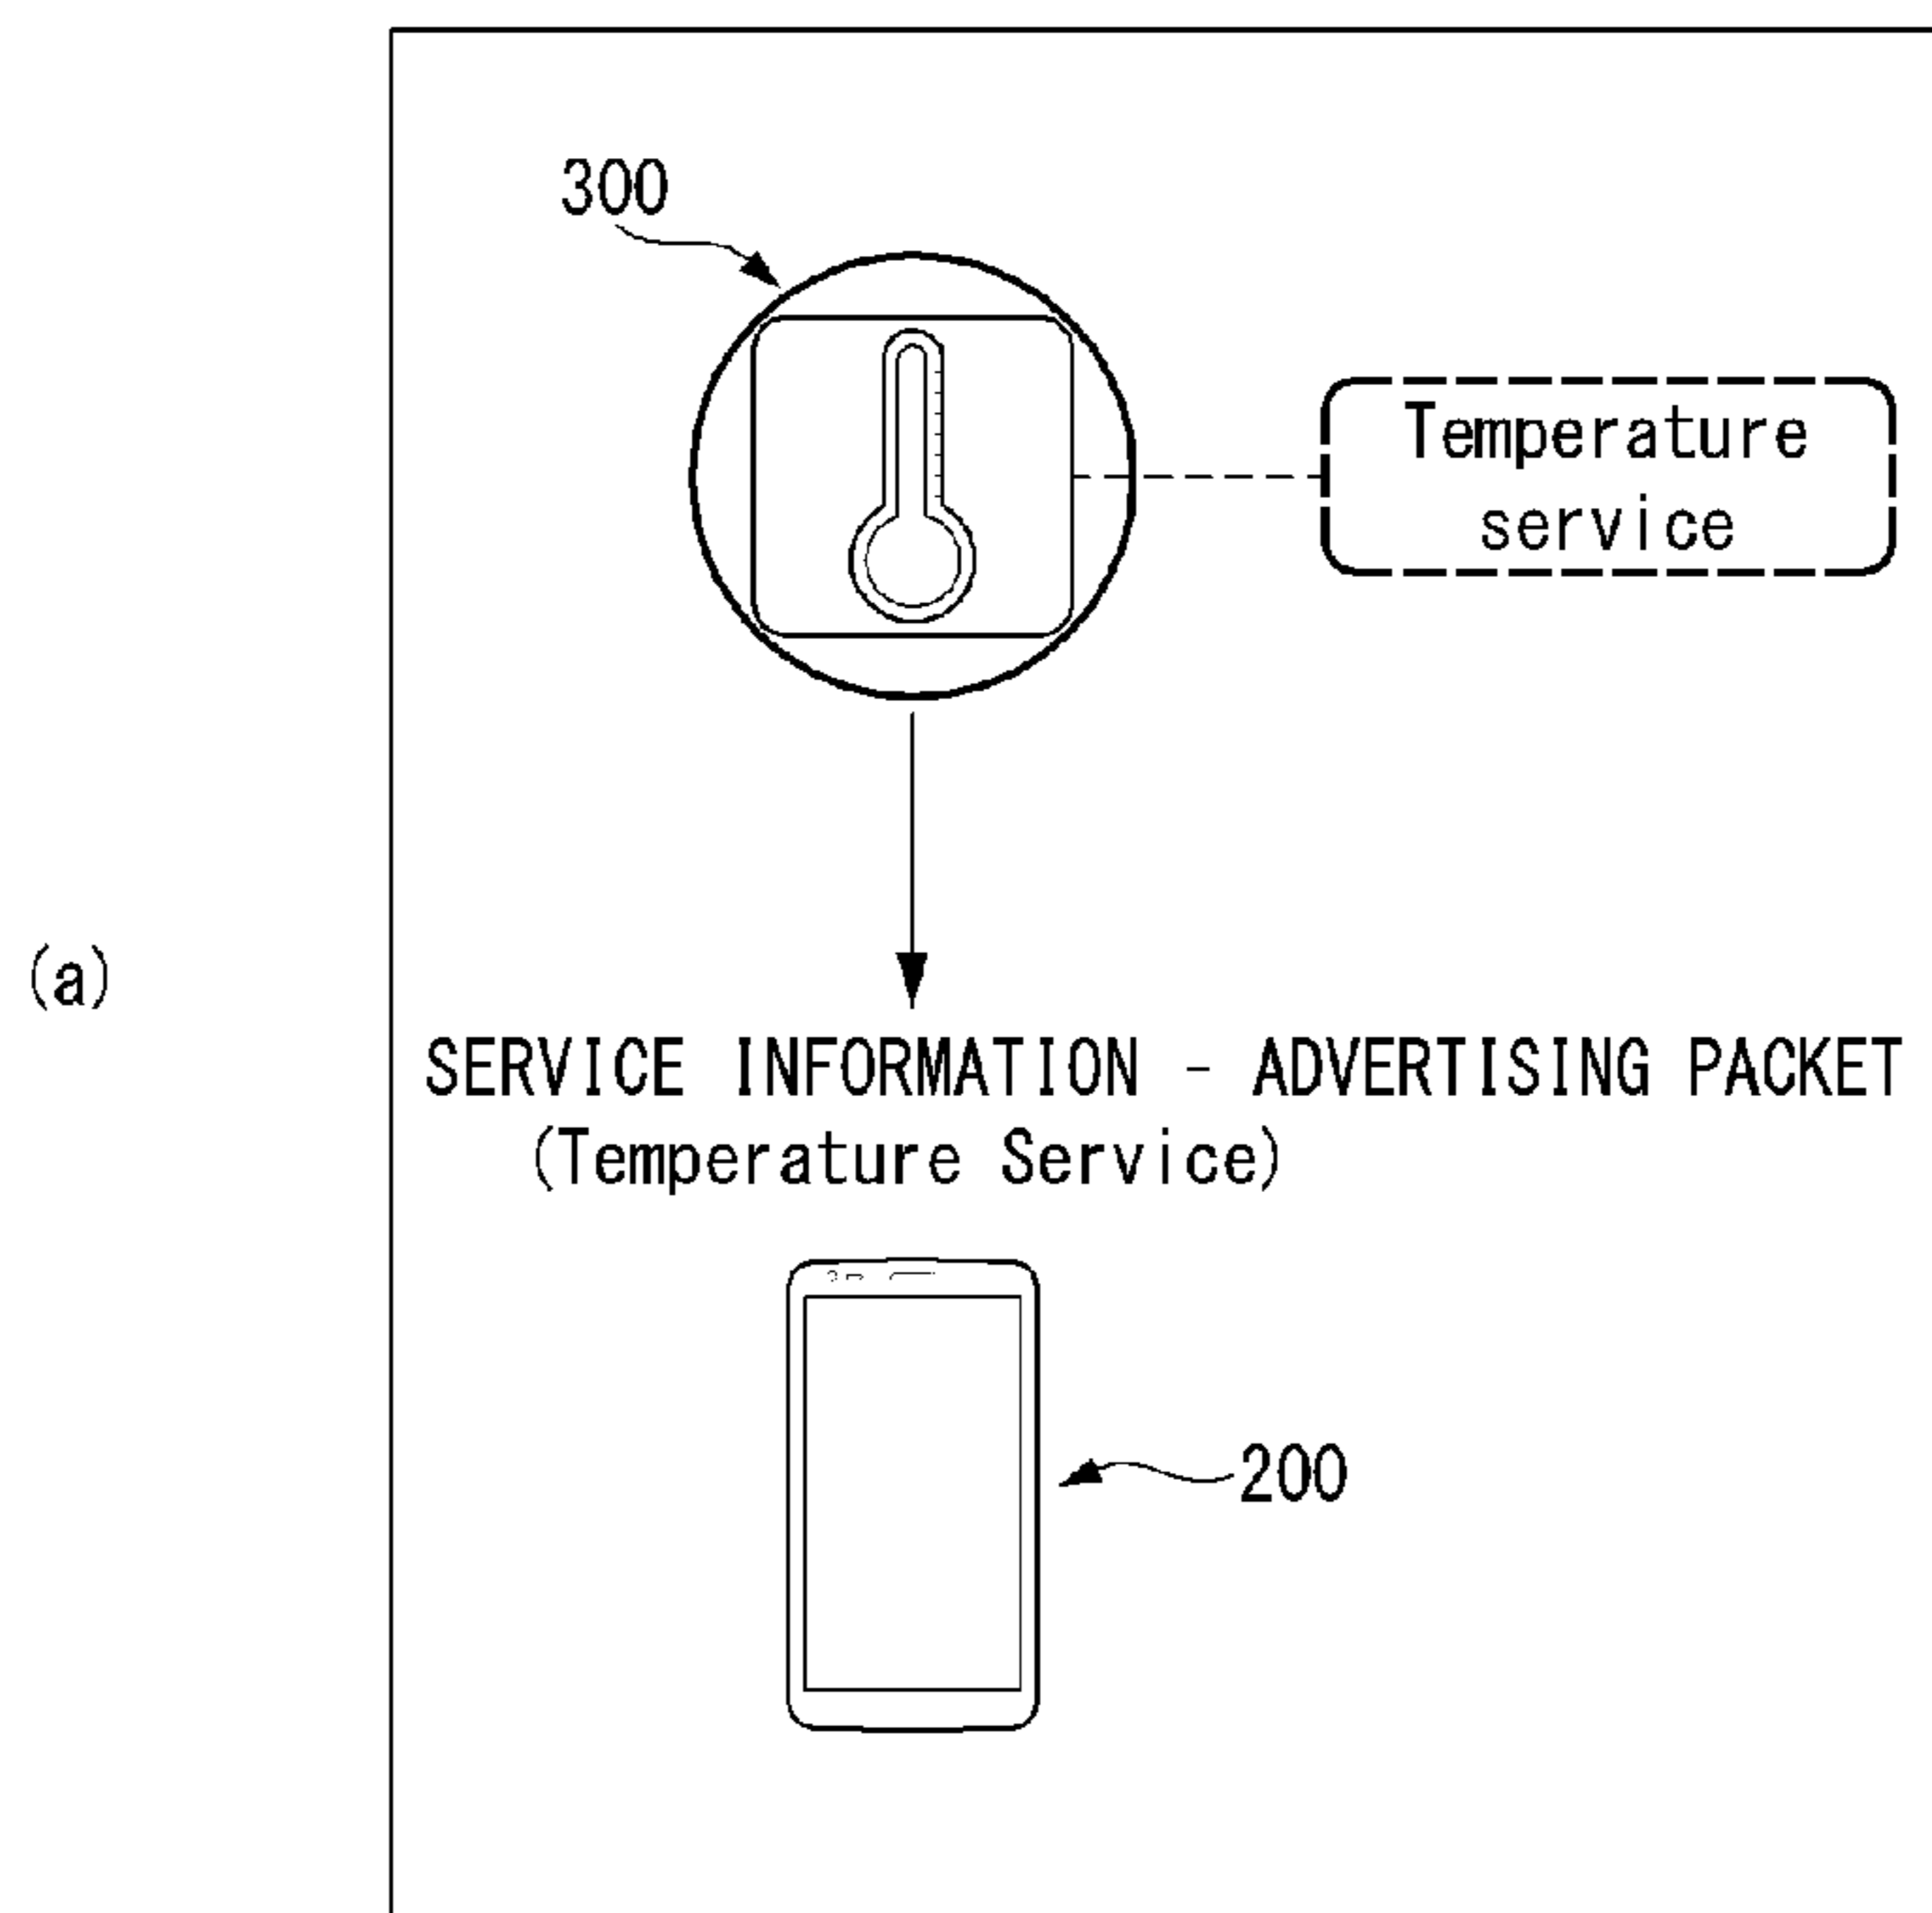 300
Temperature
service
(a)
SERVICE INFORMATION - ADVERTISING PACKET
(Temperature Service)
200